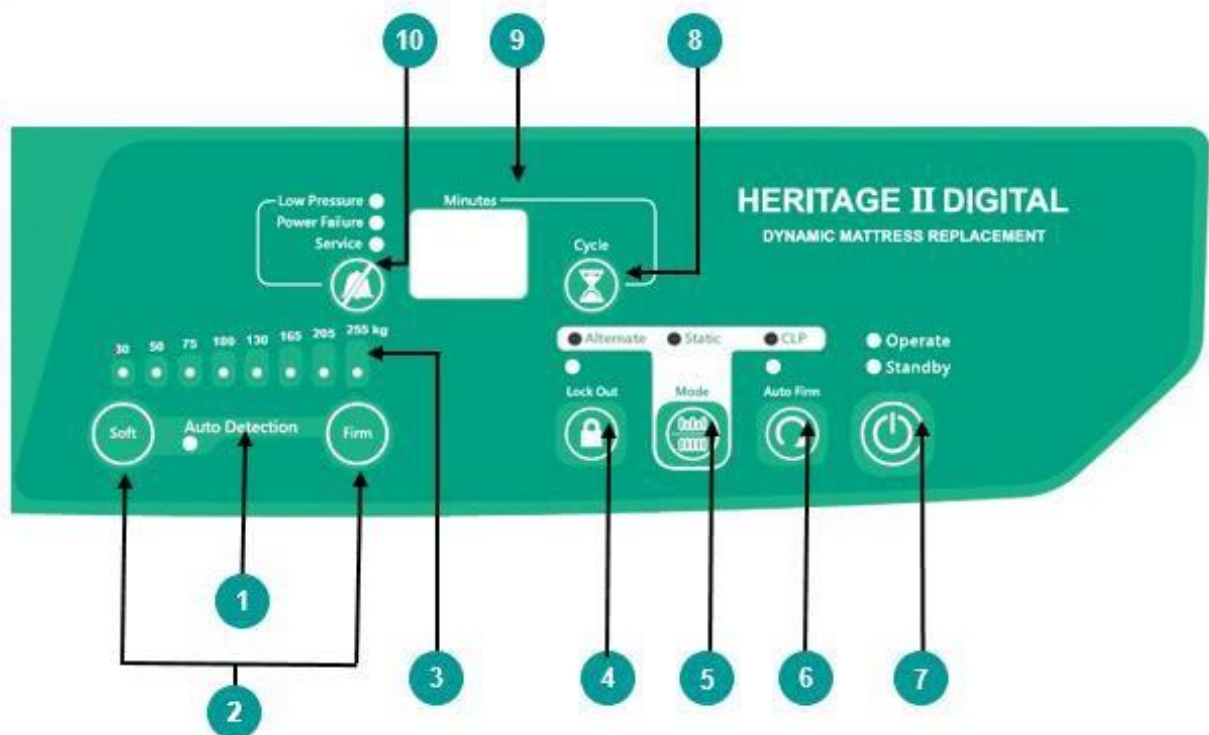 10
9
8
Low Pressure
Power Failure
Service
Minutes
Cycle
HERITAGE II DIGITAL
DYNAMIC MATTRESS REPLACEMENT
30 50 75 100 130 165 205 255 kg
Alternate Static CLP
Operate
Standby
Lock Out Mode Auto Firm
Soft Auto Detection Firm
1
2
3
4
5
6
7